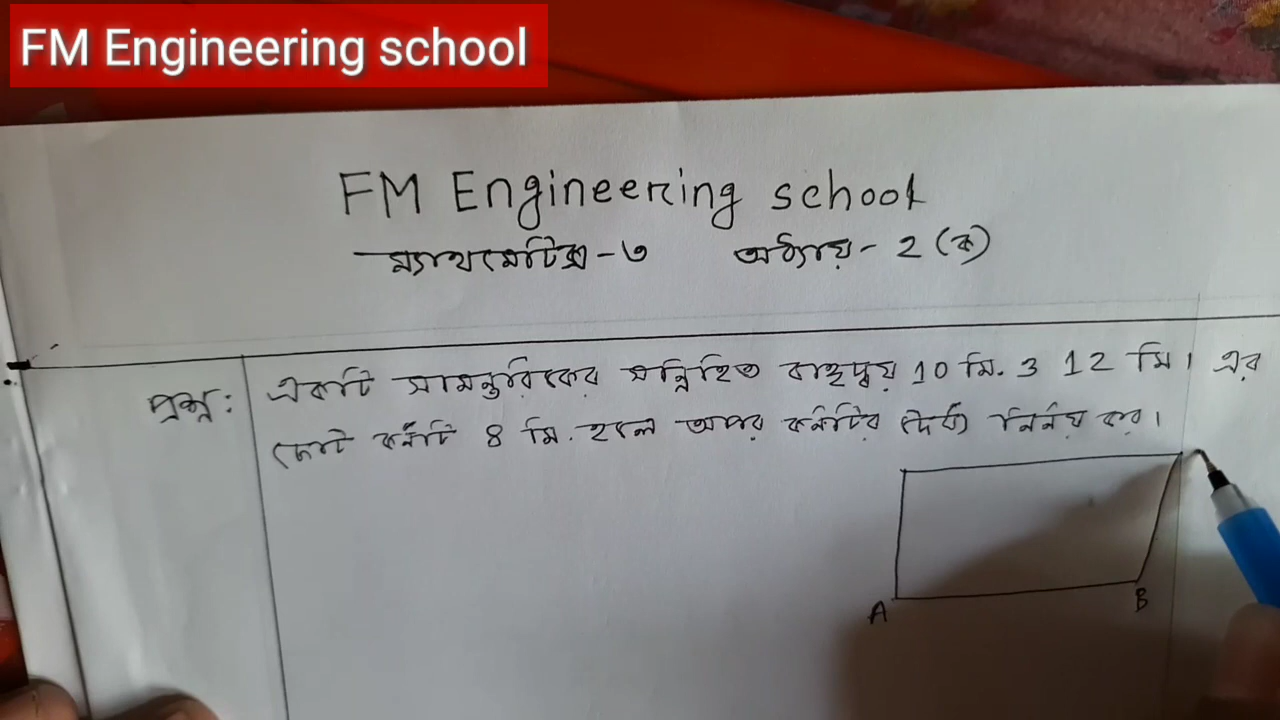 FM Engineering school
FM Engineering school
ম্যাথমেটিক্স-৩ অধ্যায়- 2 (ক)
প্রশ্ন: একটি সামন্তরিকের সন্নিহিত বাহুদ্বয় 10 মি. ও 12 মি। এর
ছোট কর্ণটি 8 মি. হলে অপর কর্ণটির দৈর্ঘ্য নির্ণয় কর।
A B